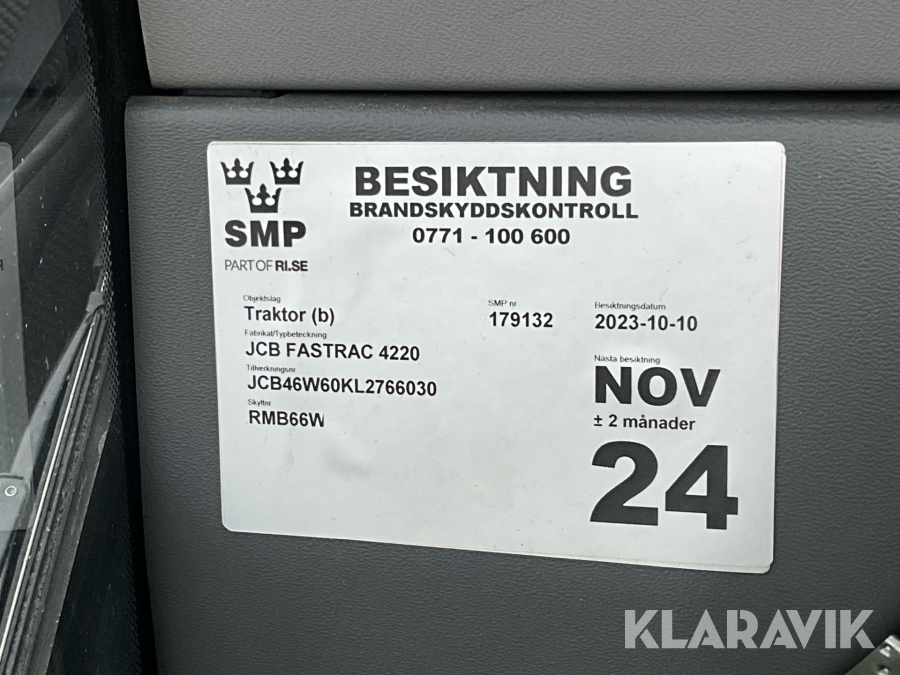 BESIKTNING
BRANDSKYDDSKONTROLL
0771 - 100 600
SMP
PART OF RI.SE
Objektslag
Traktor (b)
Fabrikat/Typbeteckning
JCB FASTRAC 4220
Tillverkningsnr
JCB46W60KL2766030
Skyltnr
RMB66W
SMP nr
179132
Besiktningsdatum
2023-10-10
Nästa besiktning
NOV
± 2 månader
24
KLARAVIK